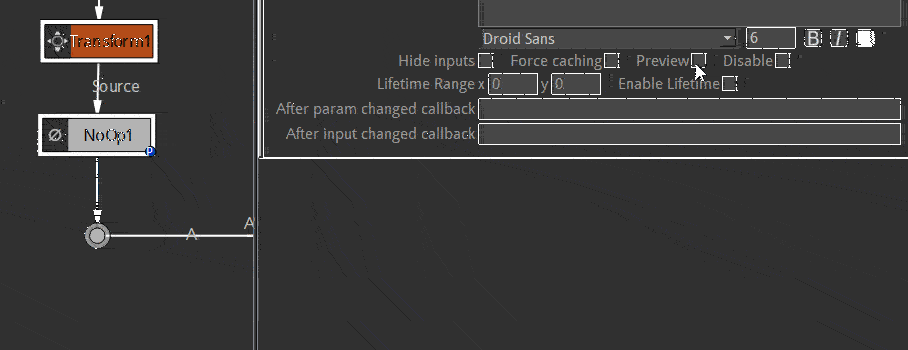 Transform1
Source
NoOp1
P
A
A
Droid Sans 6 B I
Hide inputs Force caching Preview Disable
Lifetime Range x 0 y 0 Enable Lifetime
After param changed callback
After input changed callback